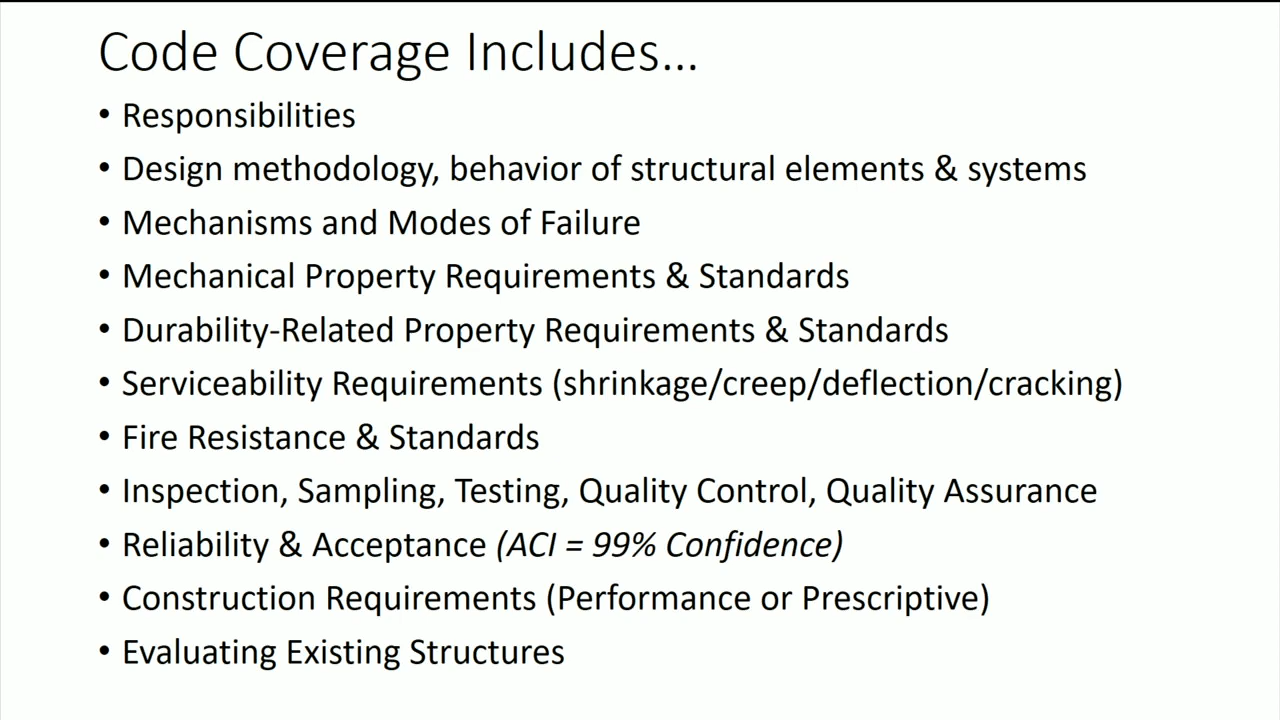 Code Coverage Includes...
• Responsibilities
• Design methodology, behavior of structural elements & systems
• Mechanisms and Modes of Failure
• Mechanical Property Requirements & Standards
• Durability-Related Property Requirements & Standards
• Serviceability Requirements (shrinkage/creep/deflection/cracking)
• Fire Resistance & Standards
• Inspection, Sampling, Testing, Quality Control, Quality Assurance
• Reliability & Acceptance (ACI = 99% Confidence)
• Construction Requirements (Performance or Prescriptive)
• Evaluating Existing Structures